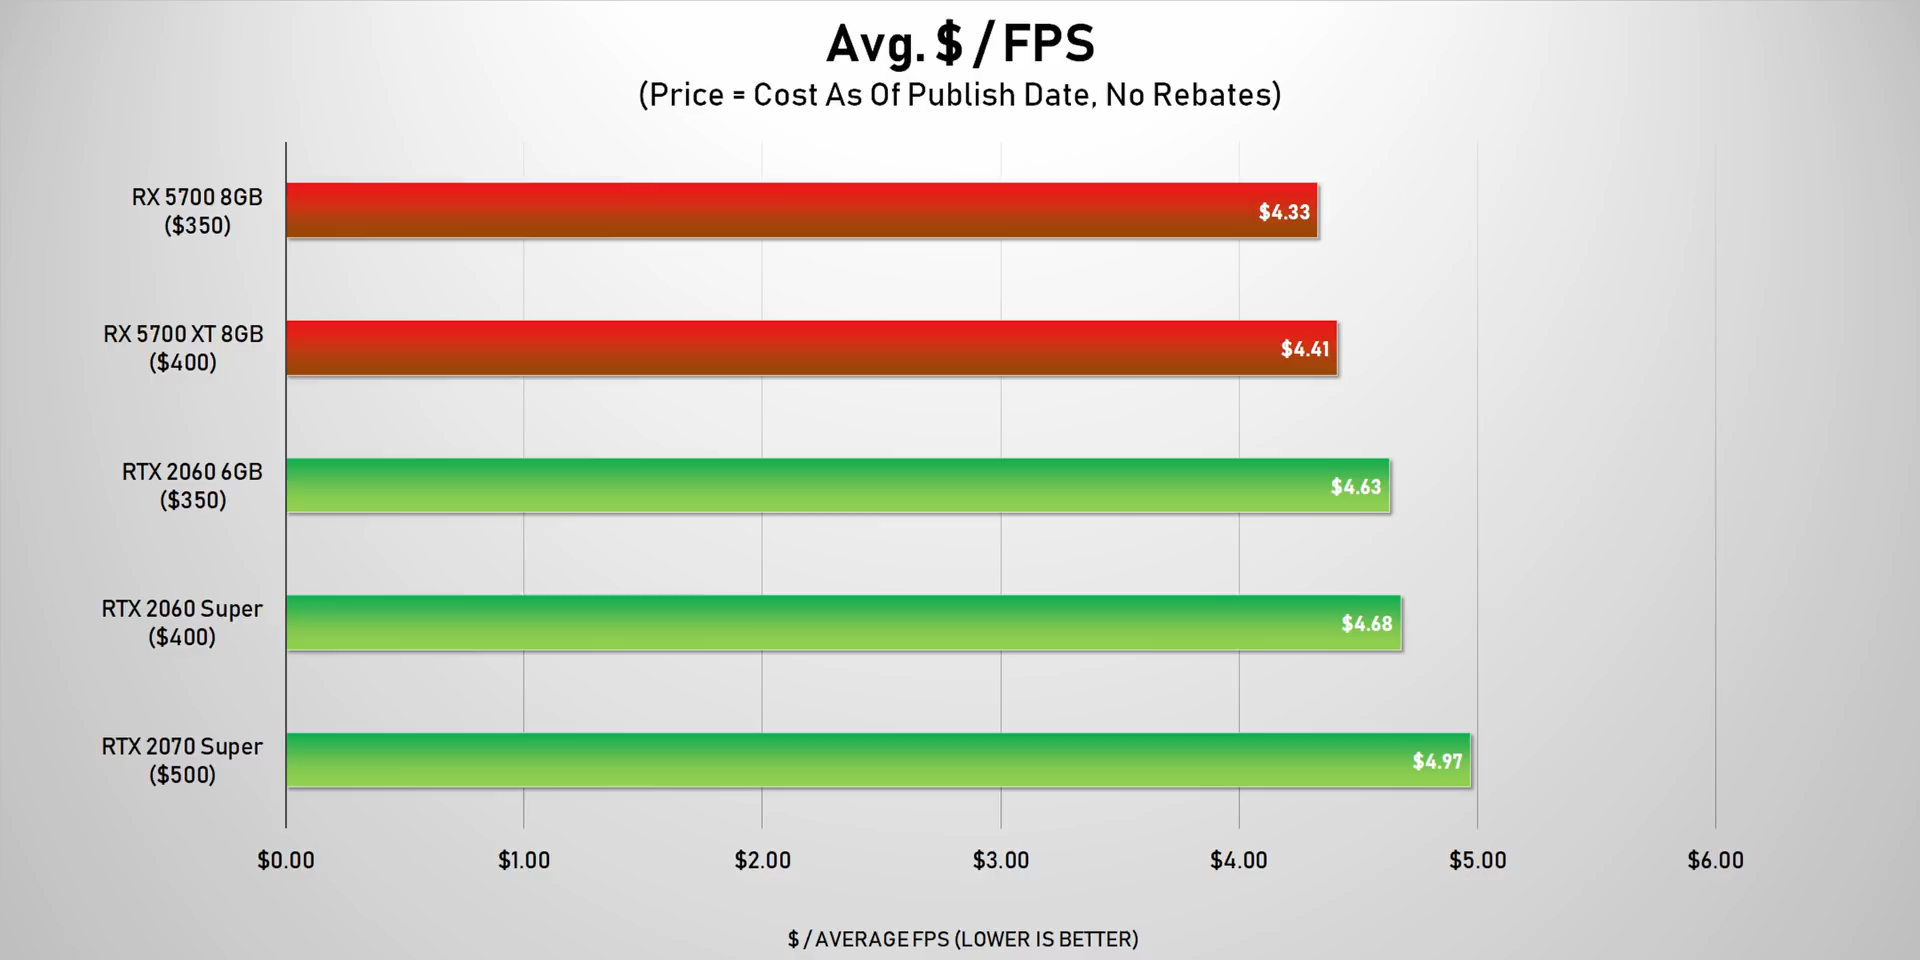 Avg. $ / FPS
(Price = Cost As Of Publish Date, No Rebates)
RX 5700 8GB
($350)
$4.33
RX 5700 XT 8GB
($400)
$4.41
RTX 2060 6GB
($350)
$4.63
RTX 2060 Super
($400)
$4.68
RTX 2070 Super
($500)
$4.97
$0.00 $1.00 $2.00 $3.00 $4.00 $5.00 $6.00
$ / AVERAGE FPS (LOWER IS BETTER)